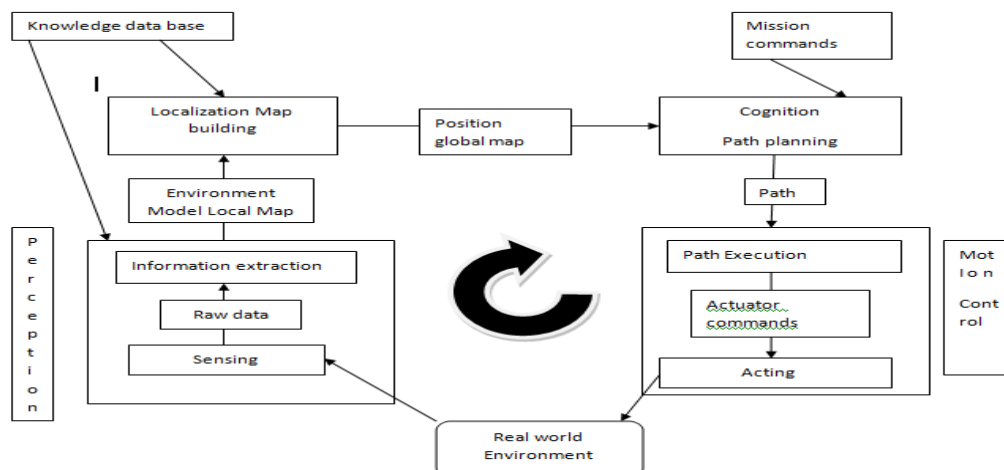 Knowledge data base
Mission
commands
l
Localization Map
building
Position
global map
Cognition
Path planning
Environment
Model Local Map
Path
P
e
r
c
e
p
t
i
o
n
Information extraction
Raw data
Sensing
Path Execution
Actuator
commands
Acting
Mot
I o n
Cont
rol
Real world
Environment